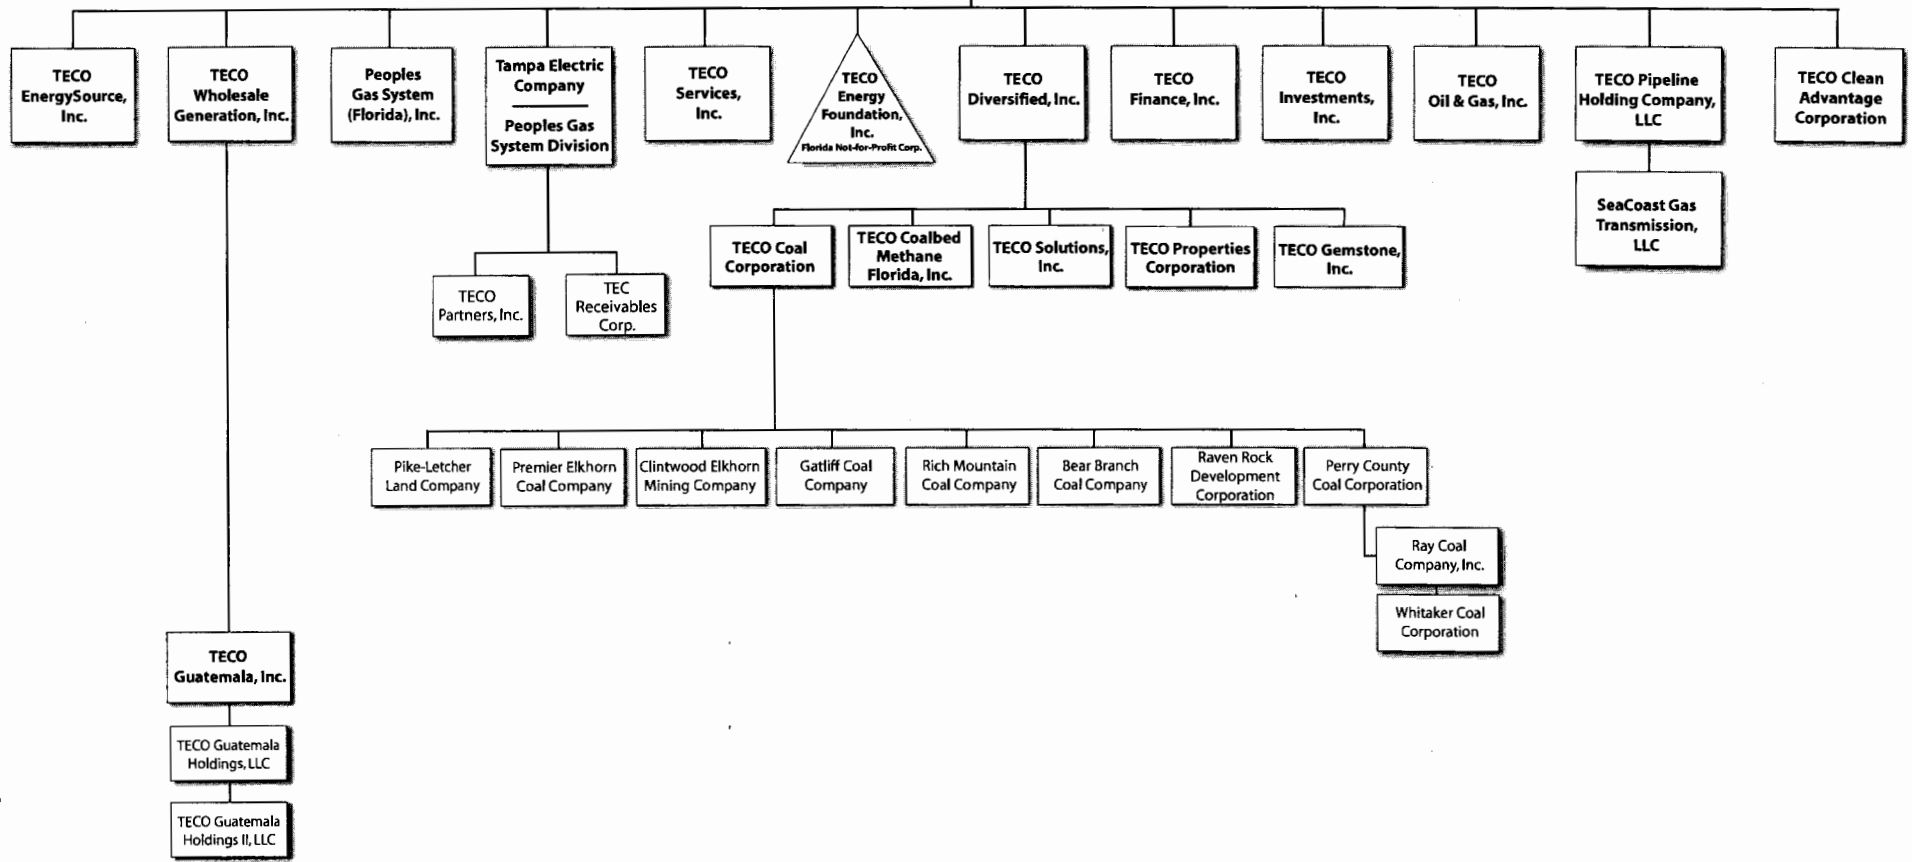 TECO
EnergySource,
Inc.
TECO
Wholesale
Generation, Inc.
Peoples
Gas System
(Florida), Inc.
Tampa Electric
Company
Peoples Gas
System Division
TECO
Services,
Inc.
TECO
Energy
Foundation,
Inc.
Florida Not-for-Profit Corp.
TECO
Diversified, Inc.
TECO
Finance, Inc.
TECO
Investments,
Inc.
TECO
Oil & Gas, Inc.
TECO Pipeline
Holding Company,
LLC
TECO Clean
Advantage
Corporation
SeaCoast Gas
Transmission,
LLC
TECO Coal
Corporation
TECO Coalbed
Methane
Florida, Inc.
TECO Solutions,
Inc.
TECO Properties
Corporation
TECO Gemstone,
Inc.
TECO
Partners, Inc.
TEC
Receivables
Corp.
Pike-Letcher
Land Company
Premier Elkhorn
Coal Company
Clintwood Elkhorn
Mining Company
Gatliff Coal
Company
Rich Mountain
Coal Company
Bear Branch
Coal Company
Raven Rock
Development
Corporation
Perry County
Coal Corporation
Ray Coal
Company, Inc.
Whitaker Coal
Corporation
TECO
Guatemala, Inc.
TECO Guatemala
Holdings, LLC
TECO Guatemala
Holdings II, LLC